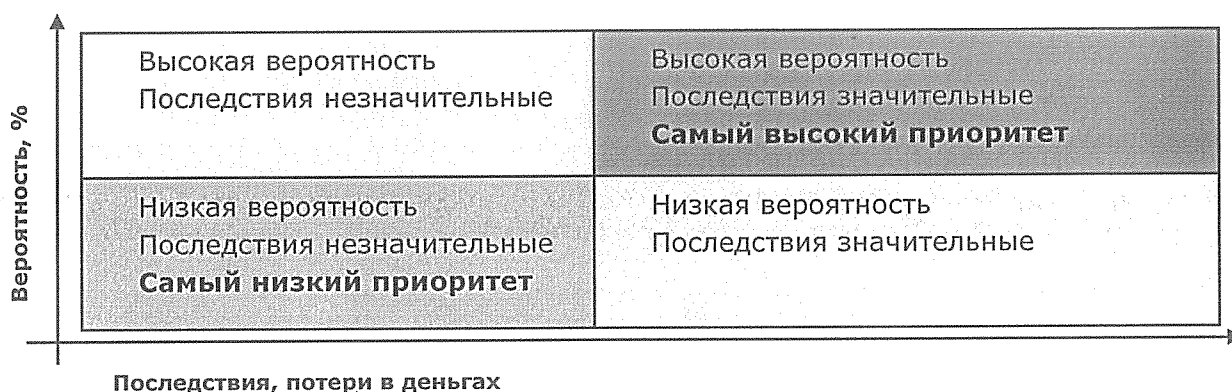 Вероятность, %
Высокая вероятность
Последствия незначительные
Высокая вероятность
Последствия значительные
Самый высокий приоритет
Низкая вероятность
Последствия незначительные
Самый низкий приоритет
Низкая вероятность
Последствия значительные
Последствия, потери в деньгах